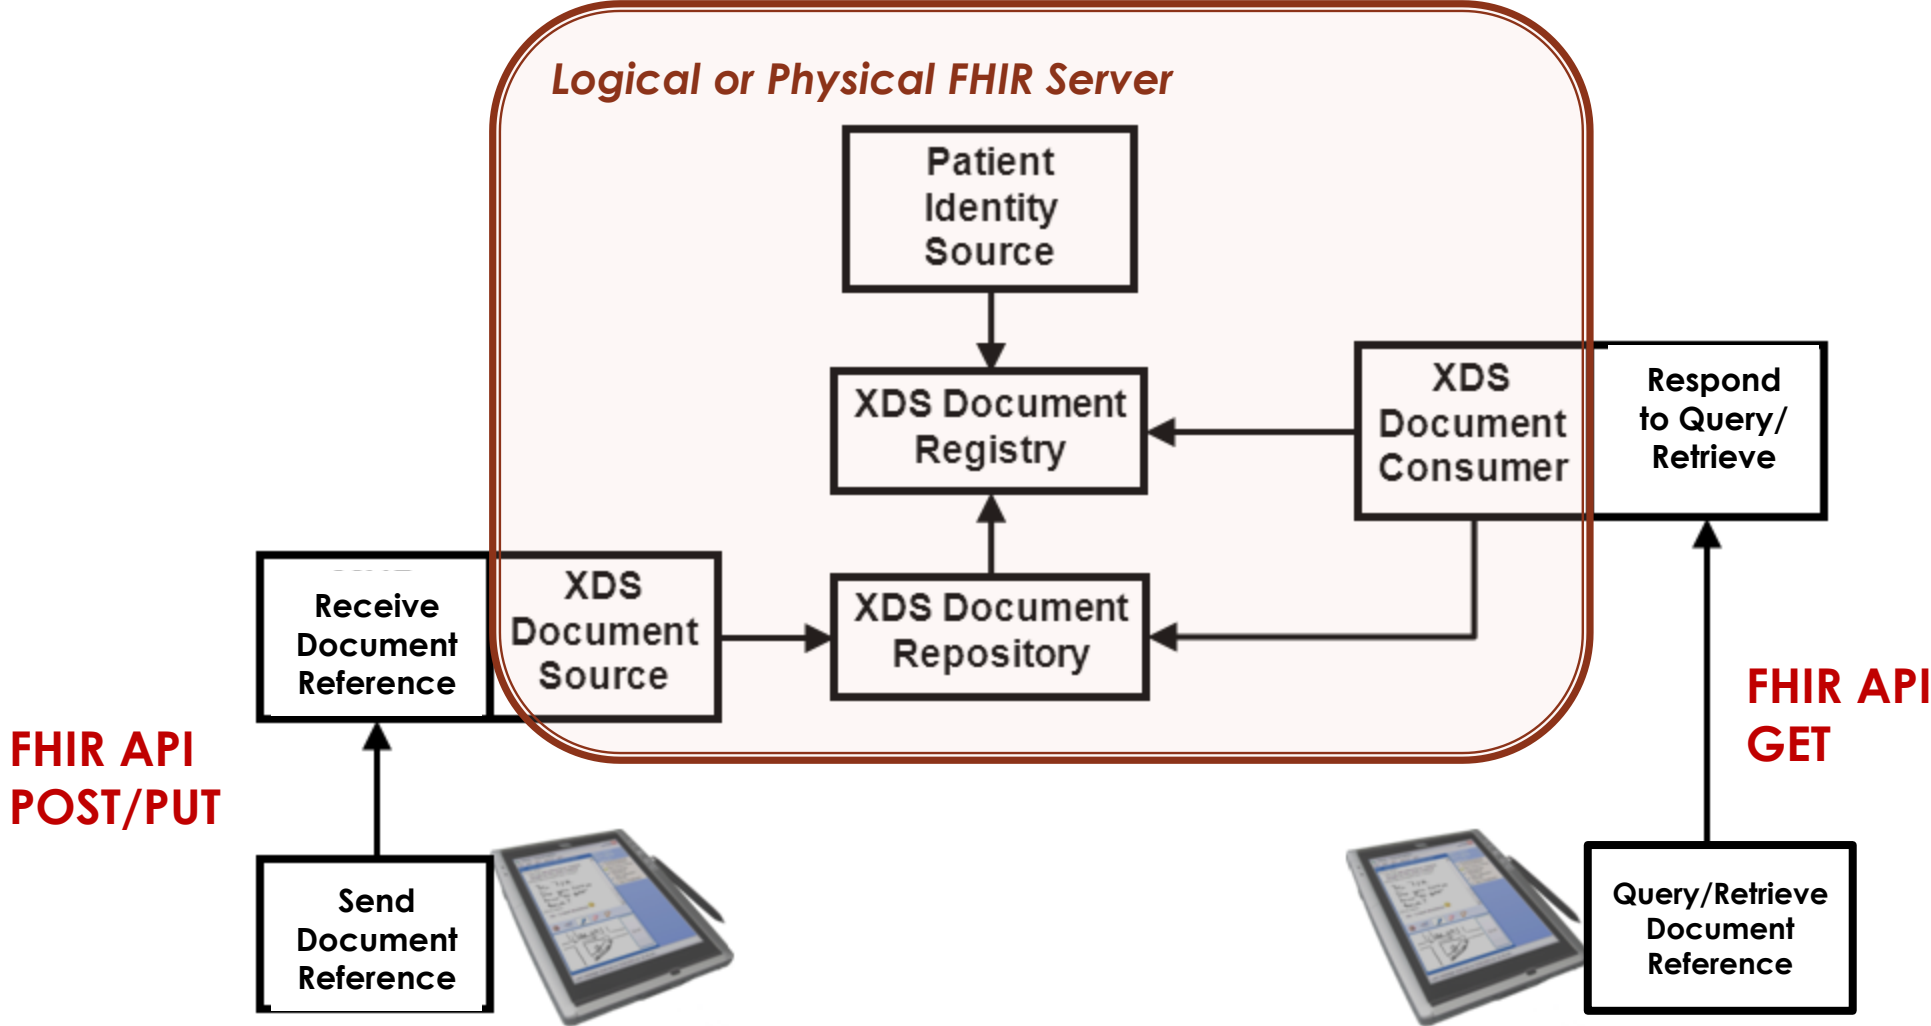 Logical or Physical FHIR Server
Patient
Identity
Source
XDS Document
Registry
XDS
Document
Consumer
Respond
to Query/
Retrieve
Receive
Document
Reference
XDS
Document
Source
XDS Document
Repository
FHIR API
GET
FHIR API
POST/PUT
Send
Document
Reference
Query/Retrieve
Document
Reference